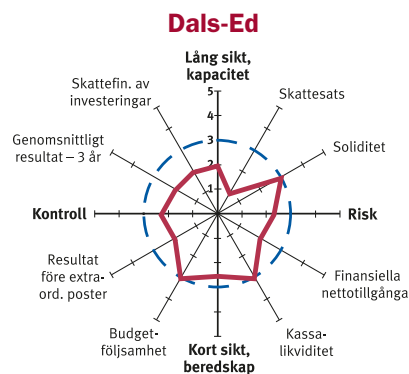 Dals-Ed
Lång sikt,
kapacitet
Skattefin. av
investeringar
Skattesats
Genomsnittligt
resultat – 3 år
Soliditet
5
4
3
2
1
Kontroll
Risk
Resultat
före extra-
ord. poster
Finansiella
nettotillgånga
Budget-
följsamhet
Kassa-
likviditet
Kort sikt,
beredskap